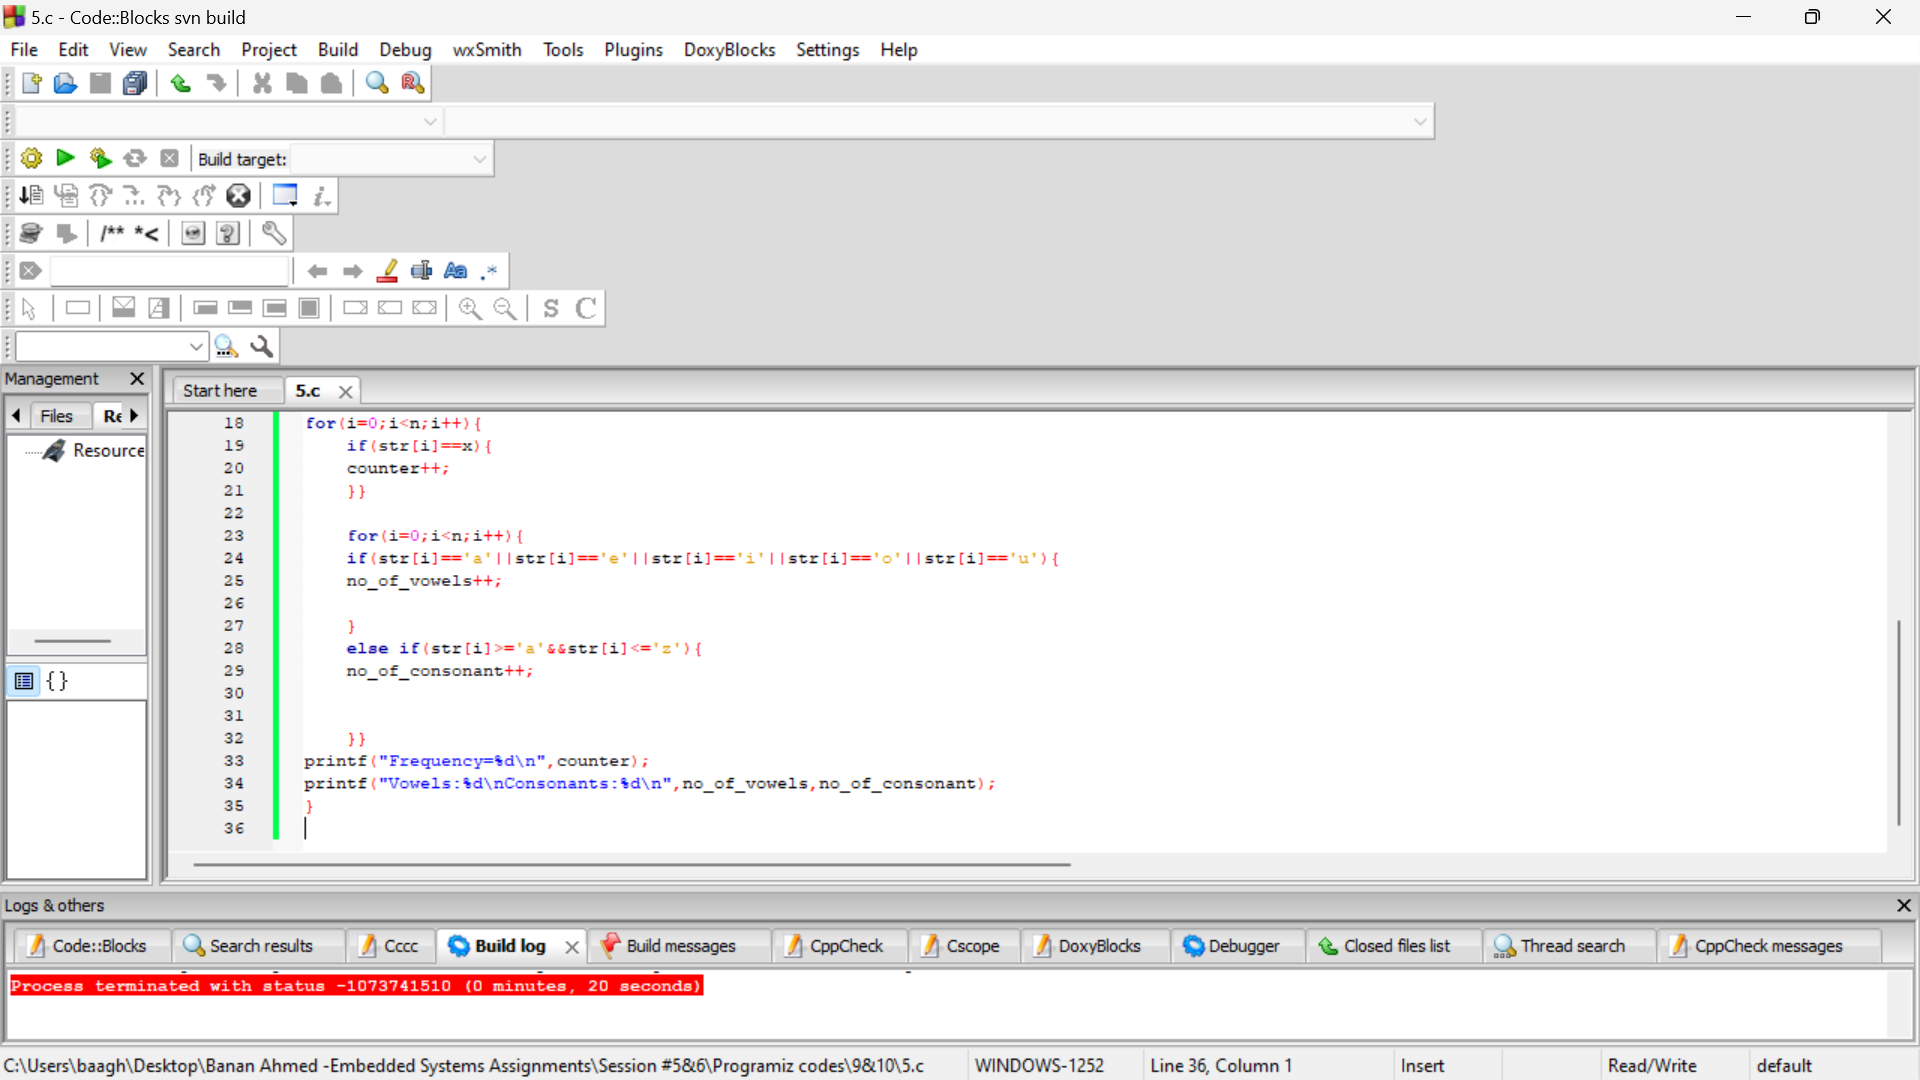 5.c - Code::Blocks svn build
File Edit View Search Project Build Debug wxSmith Tools Plugins DoxyBlocks Settings Help
Build target:
/** *<
Aa .*
S C
Management
Start here 5.c
Files Re
Resource
{}
18 for(i=0;i<n;i++){
19 if(str[i]==x){
20 counter++;
21 }}
22
23 for(i=0;i<n;i++){
24 if(str[i]=='a'||str[i]=='e'||str[i]=='i'||str[i]=='o'||str[i]=='u'){
25 no_of_vowels++;
26
27 }
28 else if(str[i]>='a'&&str[i]<='z'){
29 no_of_consonant++;
30
31
32 }}
33 printf("Frequency=%d\n",counter);
34 printf("Vowels:%d\nConsonants:%d\n",no_of_vowels,no_of_consonant);
35 }
36
Logs & others
Code::Blocks Search results Cccc Build log Build messages CppCheck Cscope DoxyBlocks Debugger Closed files list Thread search CppCheck messages
Process terminated with status -1073741510 (0 minutes, 20 seconds)
C:\Users\baagh\Desktop\Banan Ahmed -Embedded Systems Assignments\Session #5&6\Programiz codes\9&10\5.c WINDOWS-1252 Line 36, Column 1 Insert Read/Write default